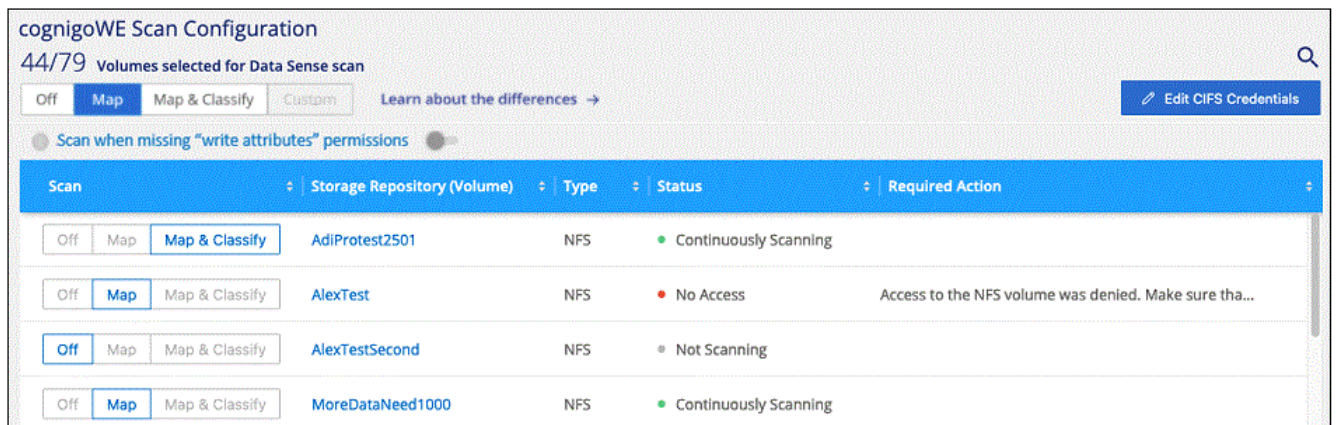 cognigoWE Scan Configuration
44/79 Volumes selected for Data Sense scan
Off Map Map & Classify Custom Learn about the differences → Edit CIFS Credentials
Scan when missing “write attributes” permissions
Scan Storage Repository (Volume) Type Status Required Action
Off Map Map & Classify AdiProtest2501 NFS Continuously Scanning
Off Map Map & Classify AlexTest NFS No Access Access to the NFS volume was denied. Make sure tha...
Off Map Map & Classify AlexTestSecond NFS Not Scanning
Off Map Map & Classify MoreDataNeed1000 NFS Continuously Scanning